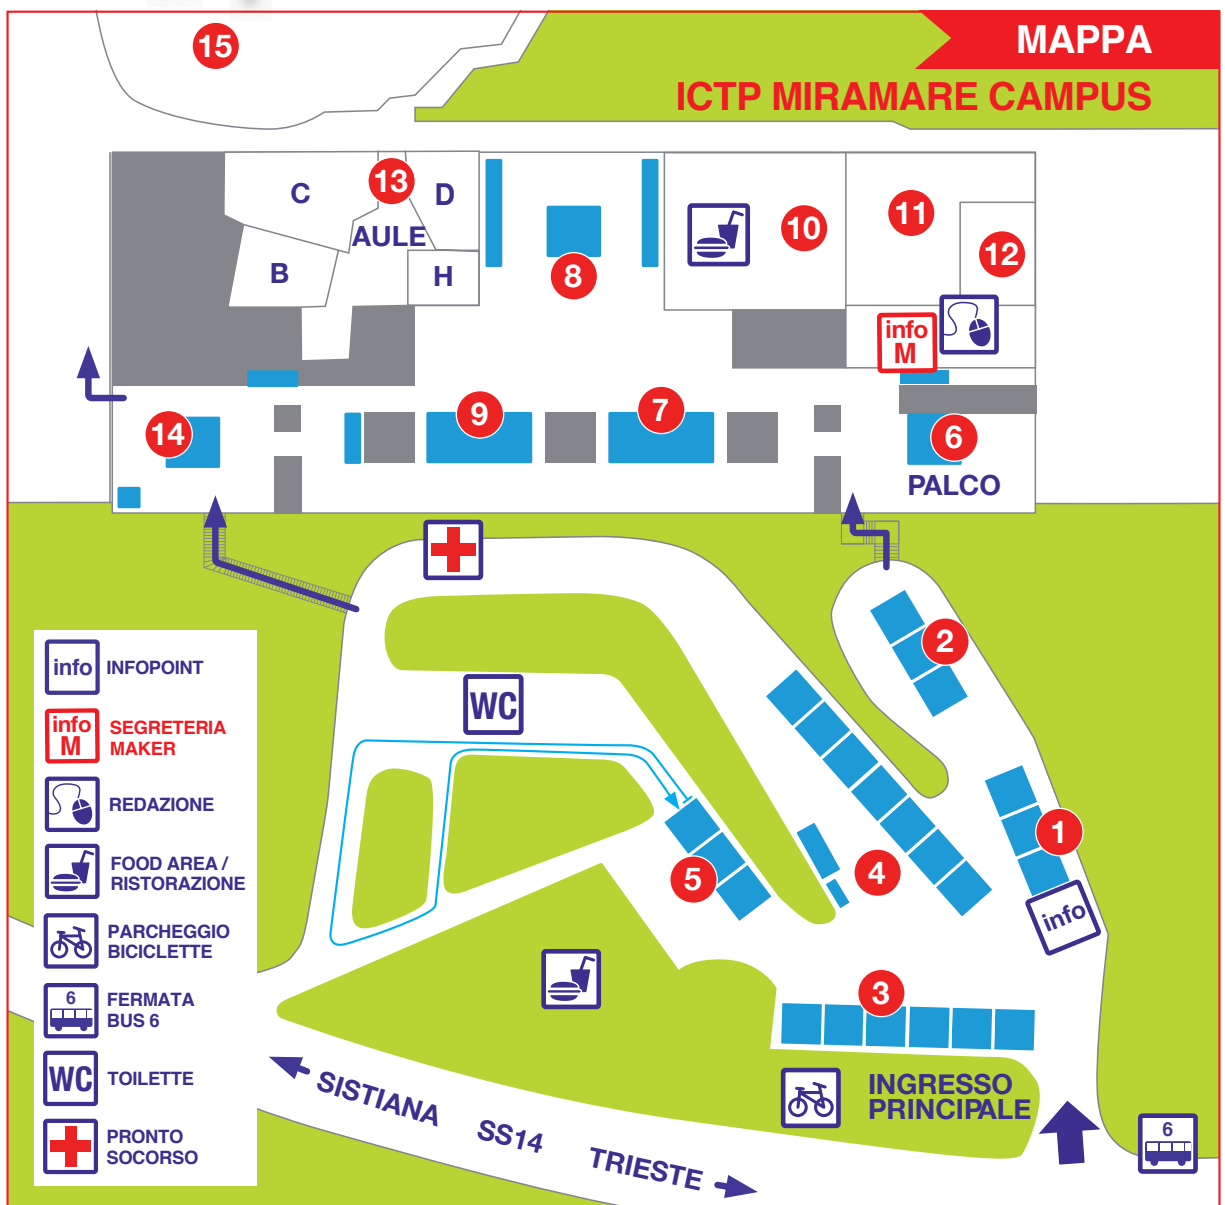 MAPPA
ICTP MIRAMARE CAMPUS
15
C
13
D
AULE
B
H
8
10
11
12
info
M
14
9
7
6
PALCO
2
WC
1
5
4
info
3
info
INFOPOINT
info
M
SEGRETERIA
MAKER
REDAZIONE
FOOD AREA /
RISTORAZIONE
PARCHEGGIO
BICICLETTE
6
FERMATA
BUS 6
WC
TOILETTE
PRONTO
SOCORSO
INGRESSO
PRINCIPALE
SISTIANA
SS14
TRIESTE
6